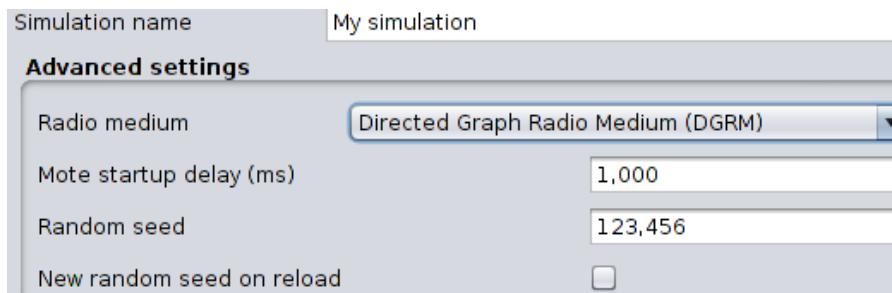 Simulation name My simulation
Advanced settings
Radio medium Directed Graph Radio Medium (DGRM)
Mote startup delay (ms) 1,000
Random seed 123,456
New random seed on reload